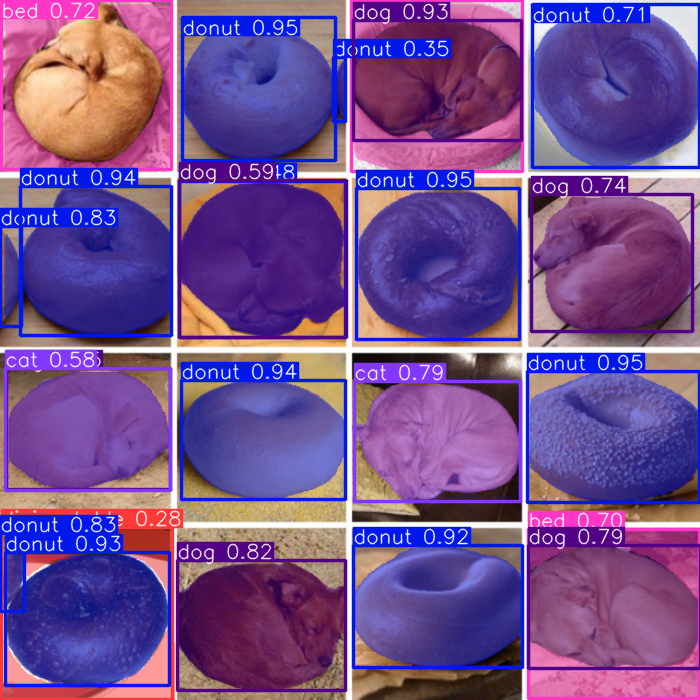 bed 0.72
donut 0.95
dog 0.93
donut 0.35
donut 0.71
donut 0.94
donut 0.83
dog 0.59
donut 0.95
dog 0.74
cat 0.58
donut 0.94
cat 0.79
donut 0.95
0.28
donut 0.83
donut 0.93
dog 0.82
donut 0.92
bed 0.70
dog 0.79